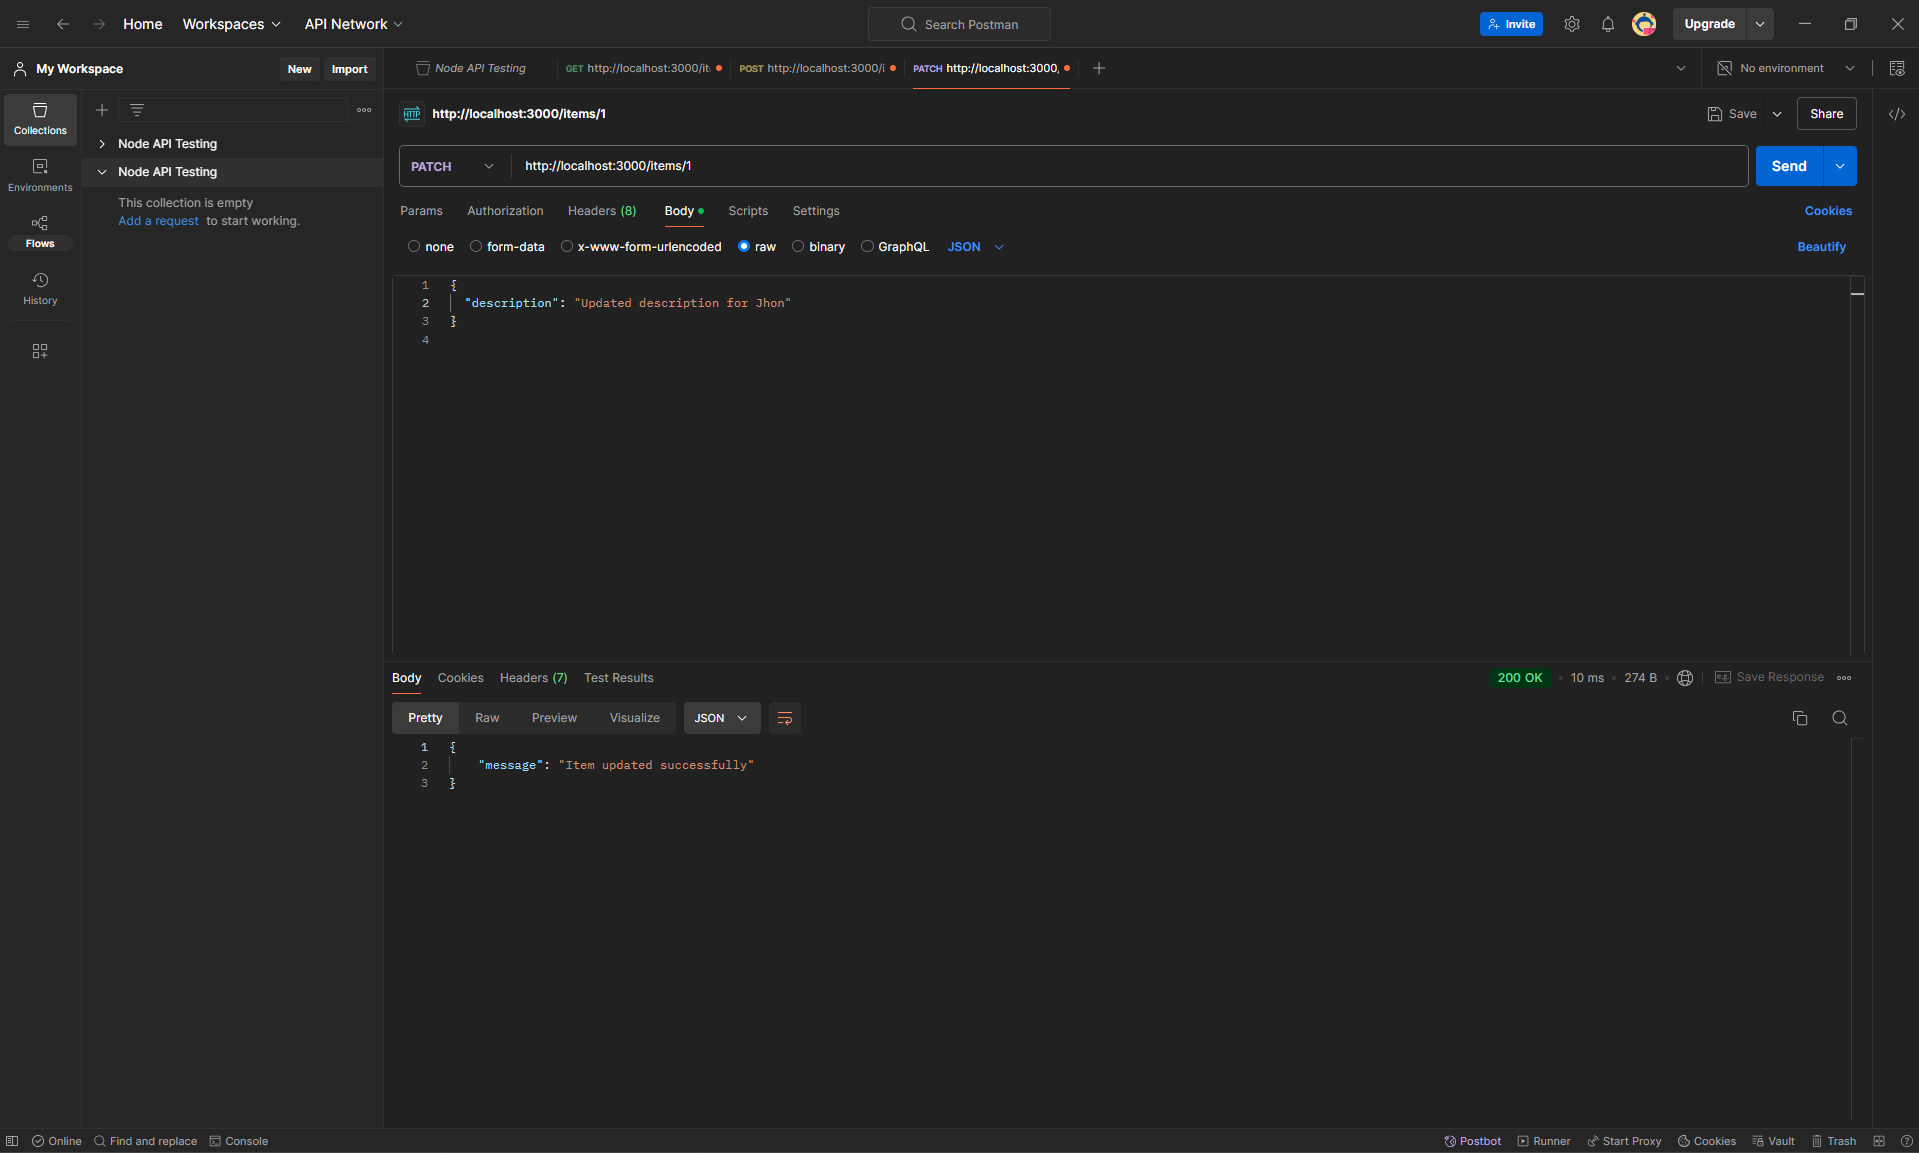 Home Workspaces API Network Search Postman Invite Upgrade
My Workspace New Import
Node API Testing GET http://localhost:3000/it POST http://localhost:3000/i PATCH http://localhost:3000, No environment
Collections
Environments
Flows
History
Node API Testing
Node API Testing
This collection is empty
Add a request to start working.
HTTP http://localhost:3000/items/1 Save Share
PATCH http://localhost:3000/items/1 Send
Params Authorization Headers (8) Body Scripts Settings Cookies
none form-data x-www-form-urlencoded raw binary GraphQL JSON Beautify
1 {
2 "description": "Updated description for Jhon"
3 }
4
Body Cookies Headers (7) Test Results 200 OK • 10 ms • 274 B • e.g. Save Response
Pretty Raw Preview Visualize JSON
1 {
2 "message": "Item updated successfully"
3 }
Online Find and replace Console Postbot Runner Start Proxy Cookies Vault Trash